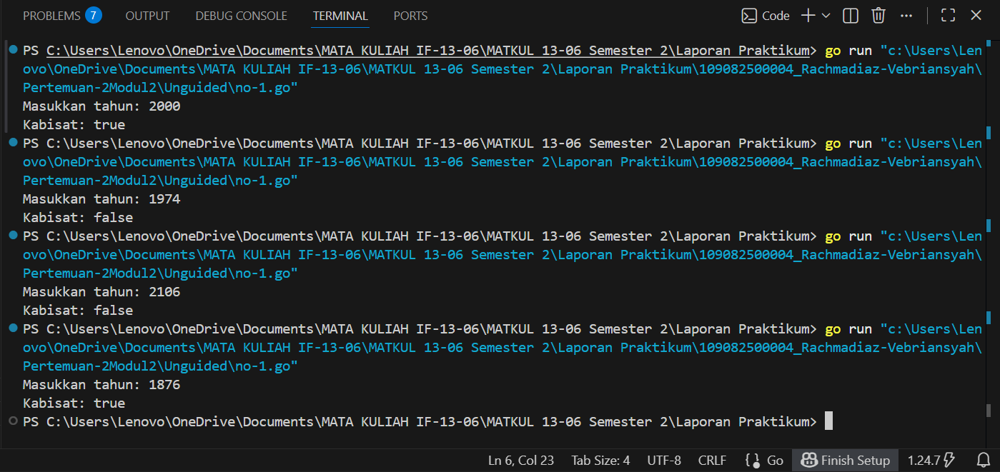 PROBLEMS 7 OUTPUT DEBUG CONSOLE TERMINAL PORTS Code
PS C:\Users\Lenovo\OneDrive\Documents\MATA KULIAH IF-13-06\MATKUL 13-06 Semester 2\Laporan Praktikum> go run "c:\Users\Len
ovo\OneDrive\Documents\MATA KULIAH IF-13-06\MATKUL 13-06 Semester 2\Laporan Praktikum\109082500004_Rachmadiaz-Vebriansyah\
Pertemuan-2Modul2\Unguided\no-1.go"
Masukkan tahun: 2000
Kabisat: true
PS C:\Users\Lenovo\OneDrive\Documents\MATA KULIAH IF-13-06\MATKUL 13-06 Semester 2\Laporan Praktikum> go run "c:\Users\Len
ovo\OneDrive\Documents\MATA KULIAH IF-13-06\MATKUL 13-06 Semester 2\Laporan Praktikum\109082500004_Rachmadiaz-Vebriansyah\
Pertemuan-2Modul2\Unguided\no-1.go"
Masukkan tahun: 1974
Kabisat: false
PS C:\Users\Lenovo\OneDrive\Documents\MATA KULIAH IF-13-06\MATKUL 13-06 Semester 2\Laporan Praktikum> go run "c:\Users\Len
ovo\OneDrive\Documents\MATA KULIAH IF-13-06\MATKUL 13-06 Semester 2\Laporan Praktikum\109082500004_Rachmadiaz-Vebriansyah\
Pertemuan-2Modul2\Unguided\no-1.go"
Masukkan tahun: 2106
Kabisat: false
PS C:\Users\Lenovo\OneDrive\Documents\MATA KULIAH IF-13-06\MATKUL 13-06 Semester 2\Laporan Praktikum> go run "c:\Users\Len
ovo\OneDrive\Documents\MATA KULIAH IF-13-06\MATKUL 13-06 Semester 2\Laporan Praktikum\109082500004_Rachmadiaz-Vebriansyah\
Pertemuan-2Modul2\Unguided\no-1.go"
Masukkan tahun: 1876
Kabisat: true
PS C:\Users\Lenovo\OneDrive\Documents\MATA KULIAH IF-13-06\MATKUL 13-06 Semester 2\Laporan Praktikum>
Ln 6, Col 23 Tab Size: 4 UTF-8 CRLF Go Finish Setup 1.24.7